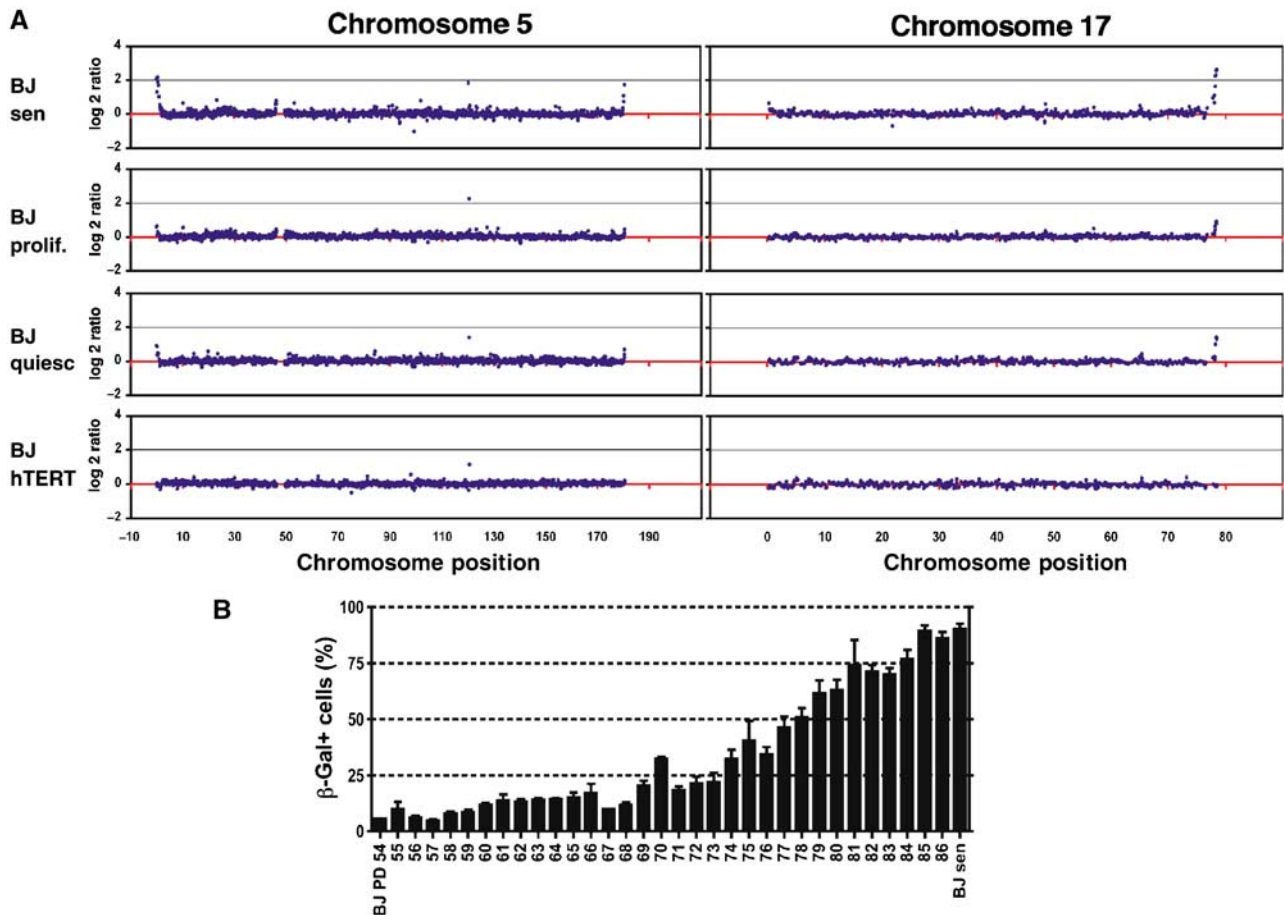 A
Chromosome 5
Chromosome 17
BJ
sen
log 2 ratio
4
2
0
–2
BJ
prolif.
log 2 ratio
4
2
0
–2
BJ
quiesc
log 2 ratio
4
2
0
–2
BJ
hTERT
log 2 ratio
4
2
0
–2
–10 10 30 50 70 90 110 130 150 170 190
0 10 20 30 40 50 60 70 80
Chromosome position
Chromosome position
B
β-Gal+ cells (%)
100
75
50
25
0
BJ PD 54 55 56 57 58 59 60 61 62 63 64 65 66 67 68 69 70 71 72 73 74 75 76 77 78 79 80 81 82 83 84 85 86 BJ sen